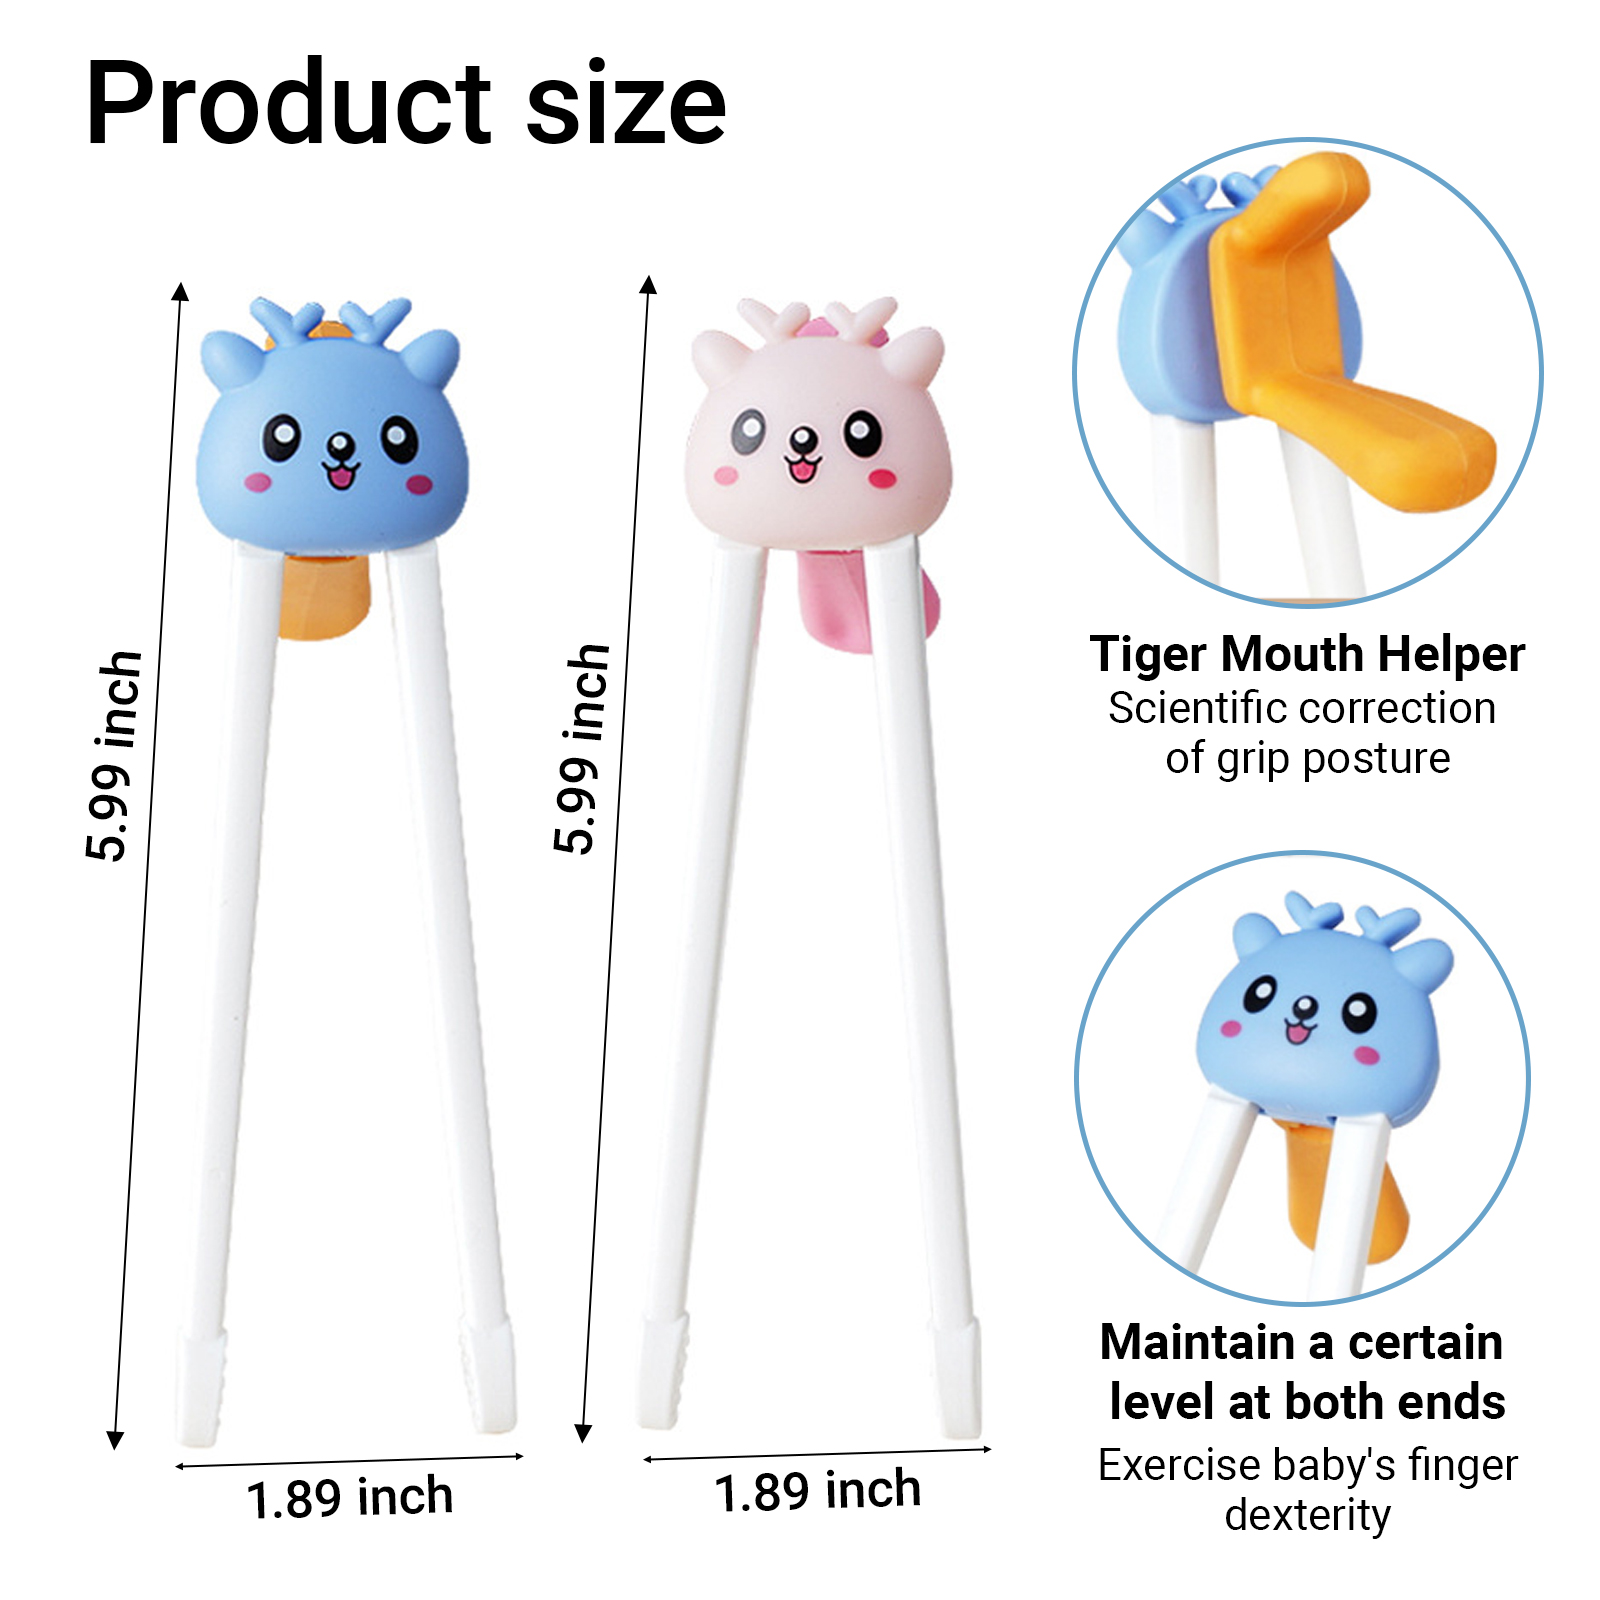 Product size
5.99 inch
5.99 inch
1.89 inch
1.89 inch
Tiger Mouth Helper
Scientific correction
of grip posture
Maintain a certain
level at both ends
Exercise baby's finger
dexterity